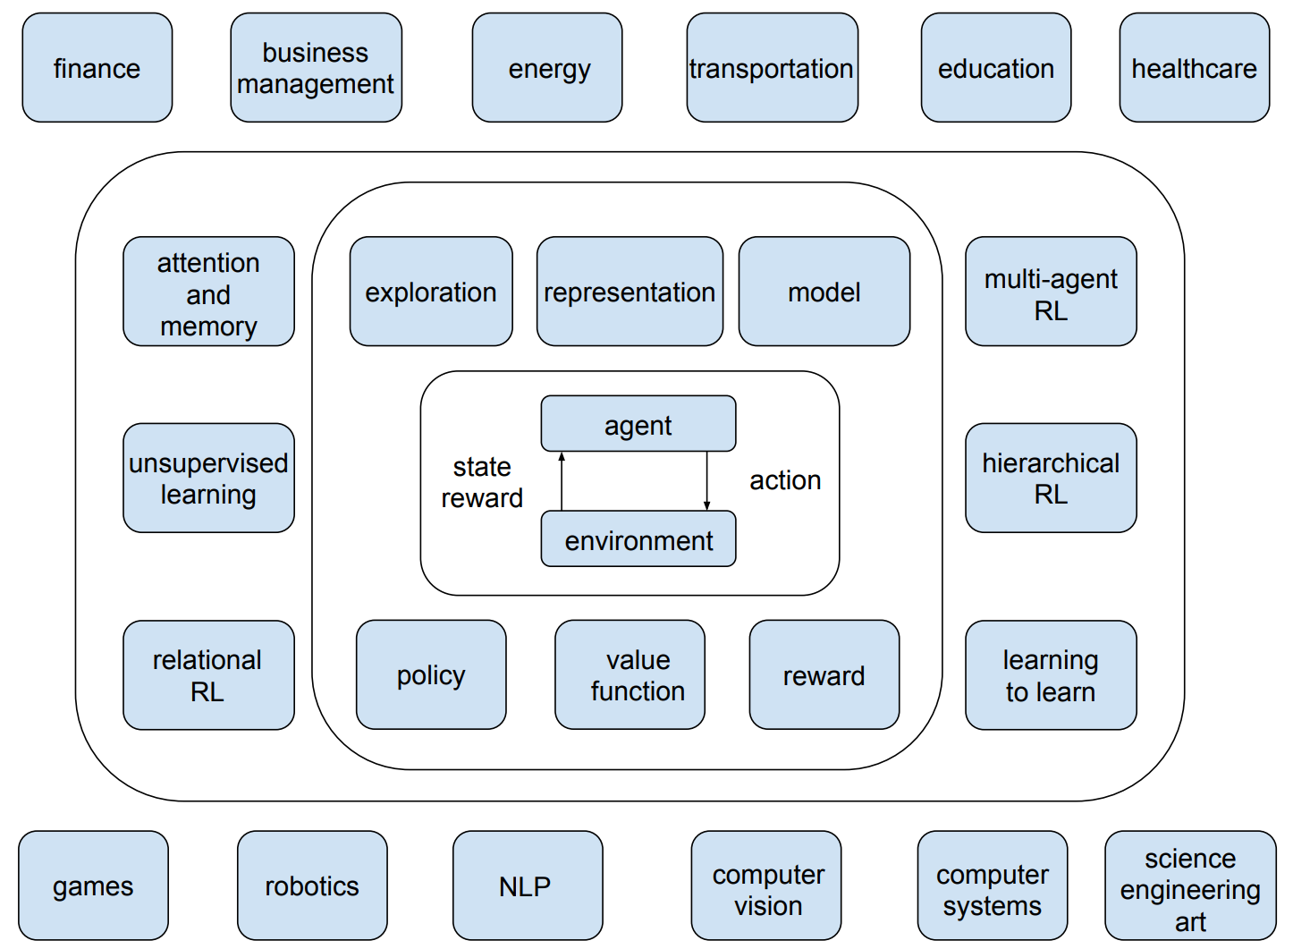 finance
business
management
energy
transportation
education
healthcare
attention
and
memory
exploration
representation
model
multi-agent
RL
agent
state
reward
action
environment
unsupervised
learning
hierarchical
RL
relational
RL
policy
value
function
reward
learning
to learn
games
robotics
NLP
computer
vision
computer
systems
science
engineering
art